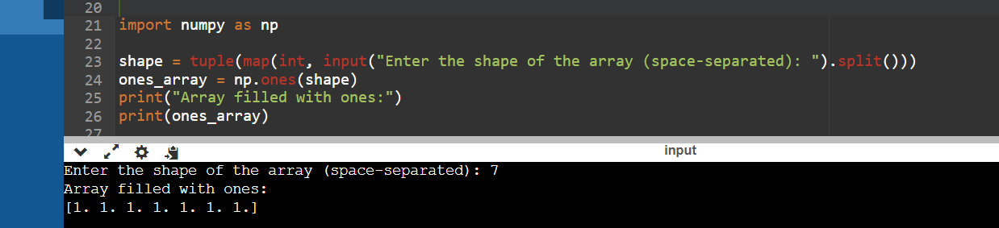 20
21 import numpy as np
22
23 shape = tuple(map(int, input("Enter the shape of the array (space-separated): ").split()))
24 ones_array = np.ones(shape)
25 print("Array filled with ones:")
26 print(ones_array)
27
input
Enter the shape of the array (space-separated): 7
Array filled with ones:
[1. 1. 1. 1. 1. 1. 1.]